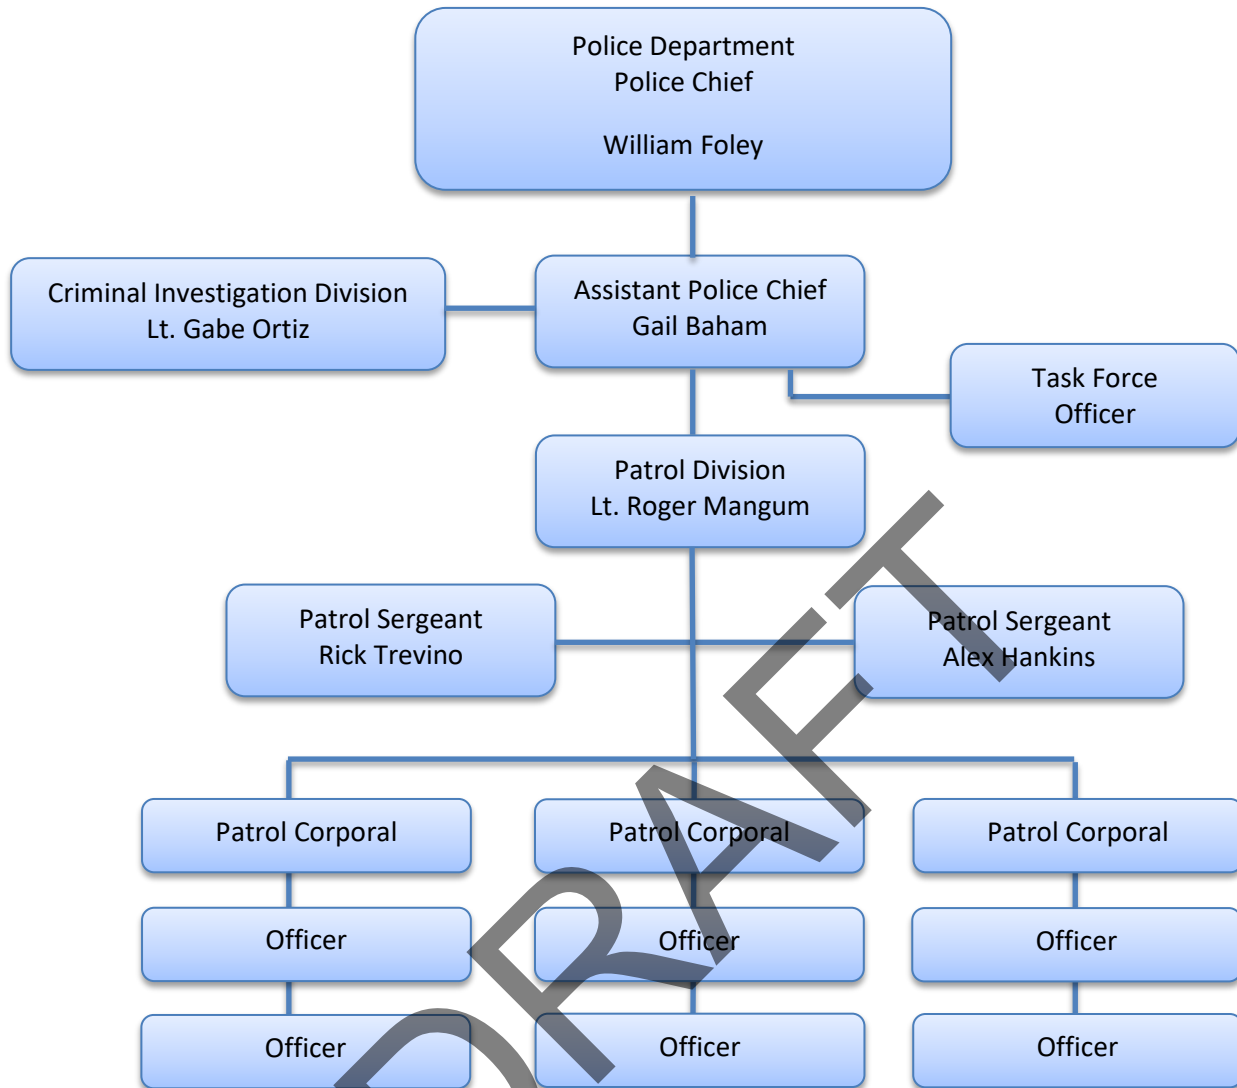 Police Department
Police Chief
William Foley
Criminal Investigation Division
Lt. Gabe Ortiz
Assistant Police Chief
Gail Baham
Task Force
Officer
Patrol Division
Lt. Roger Mangum
Patrol Sergeant
Rick Trevino
Patrol Sergeant
Alex Hankins
Patrol Corporal
Patrol Corporal
Patrol Corporal
Officer
Officer
Officer
Officer
Officer
Officer
DRAFT